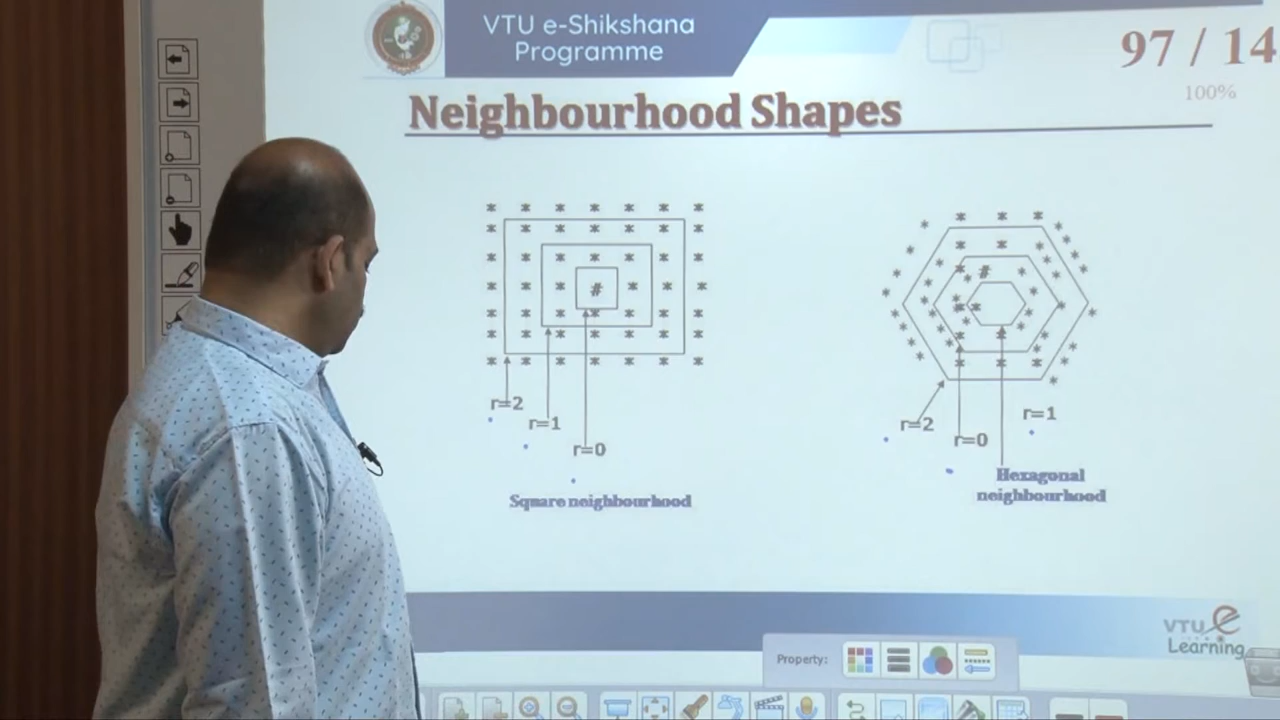 VTU e-Shikshana
Programme
97 / 14
100%
Neighbourhood Shapes
#
r=2
r=1
r=0
Square neighbourhood
#
r=2
r=0
r=1
Hexagonal
neighbourhood
VTU e
Learning
Property: